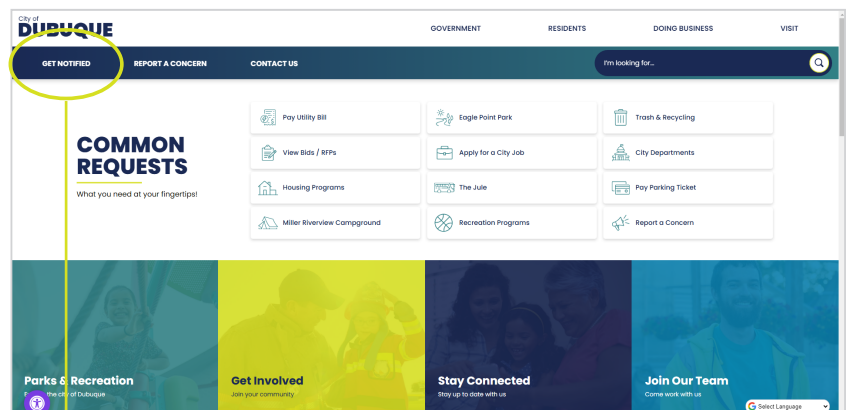 City of
DUBUQUE
GOVERNMENT RESIDENTS DOING BUSINESS VISIT
GET NOTIFIED REPORT A CONCERN CONTACT US I'm looking for...
COMMON
REQUESTS
What you need at your fingertips!
Pay Utility Bill Eagle Point Park Trash & Recycling
View Bids / RFPs Apply for a City Job City Departments
Housing Programs The Jule Pay Parking Ticket
Miller Riverview Campground Recreation Programs Report a Concern
Parks & Recreation
the city of Dubuque
Get Involved
Join your community
Stay Connected
Stay up to date with us
Join Our Team
Come work with us
G Select Language